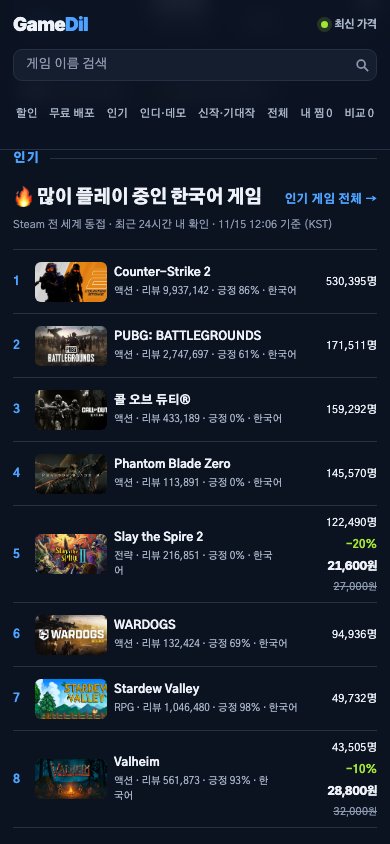 GameDil
최신 가격
게임 이름 검색
할인 무료 배포 인기 인디·데모 신작·기대작 전체 내 찜 0 비교 0
인기
🔥 많이 플레이 중인 한국어 게임
인기 게임 전체 →
Steam 전 세계 동접 · 최근 24시간 내 확인 · 11/15 12:06 기준 (KST)
1
Counter-Strike 2
액션 · 리뷰 9,937,142 · 긍정 86% · 한국어
530,395명
2
PUBG
BATTLEGROUNDS
PUBG: BATTLEGROUNDS
액션 · 리뷰 2,747,697 · 긍정 61% · 한국어
171,511명
3
콜 오브 듀티®
액션 · 리뷰 433,189 · 긍정 0% · 한국어
159,292명
4
Phantom Blade Zero
액션 · 리뷰 113,891 · 긍정 0% · 한국어
145,570명
5
Slay the Spire 2
전략 · 리뷰 216,851 · 긍정 0% · 한국
어
122,490명
-20%
21,600원
27,000원
6
WARDOGS
WARDOGS
액션 · 리뷰 132,424 · 긍정 69% · 한국어
94,936명
7
STARDEW
VALLEY
Stardew Valley
RPG · 리뷰 1,046,480 · 긍정 98% · 한국어
49,732명
8
Valheim
액션 · 리뷰 561,873 · 긍정 93% · 한
국어
43,505명
-10%
28,800원
32,000원